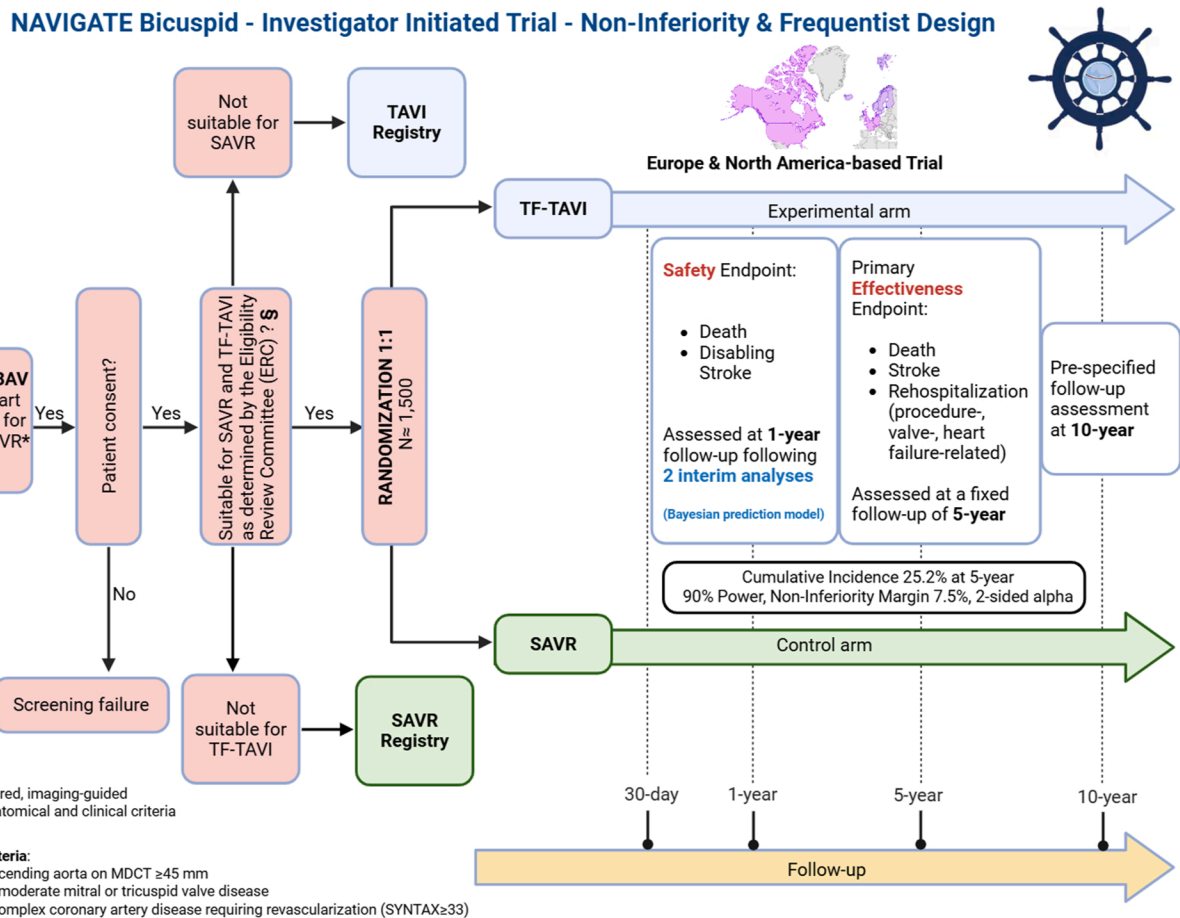 NAVIGATE Bicuspid - Investigator Initiated Trial - Non-Inferiority & Frequentist Design
Not
suitable for
SAVR
TAVI
Registry
Europe & North America-based Trial
TF-TAVI
Experimental arm
BAV
art
for
VR*
Yes
Patient consent?
Yes
Suitable for SAVR and TF-TAVI
as determined by the Eligibility
Review Committee (ERC) ? §
Yes
RANDOMIZATION 1:1
N≈ 1,500
Safety Endpoint:
• Death
• Disabling
Stroke
Assessed at 1-year
follow-up following
2 interim analyses
(Bayesian prediction model)
Primary
Effectiveness
Endpoint:
• Death
• Stroke
• Rehospitalization
(procedure-,
valve-, heart
failure-related)
Assessed at a fixed
follow-up of 5-year
Pre-specified
follow-up
assessment
at 10-year
Cumulative Incidence 25.2% at 5-year
90% Power, Non-Inferiority Margin 7.5%, 2-sided alpha
No
SAVR
Control arm
Screening failure
Not
suitable for
TF-TAVI
SAVR
Registry
red, imaging-guided
tomical and clinical criteria
teria:
cending aorta on MDCT ≥45 mm
moderate mitral or tricuspid valve disease
omplex coronary artery disease requiring revascularization (SYNTAX≥33)
30-day
1-year
5-year
10-year
Follow-up